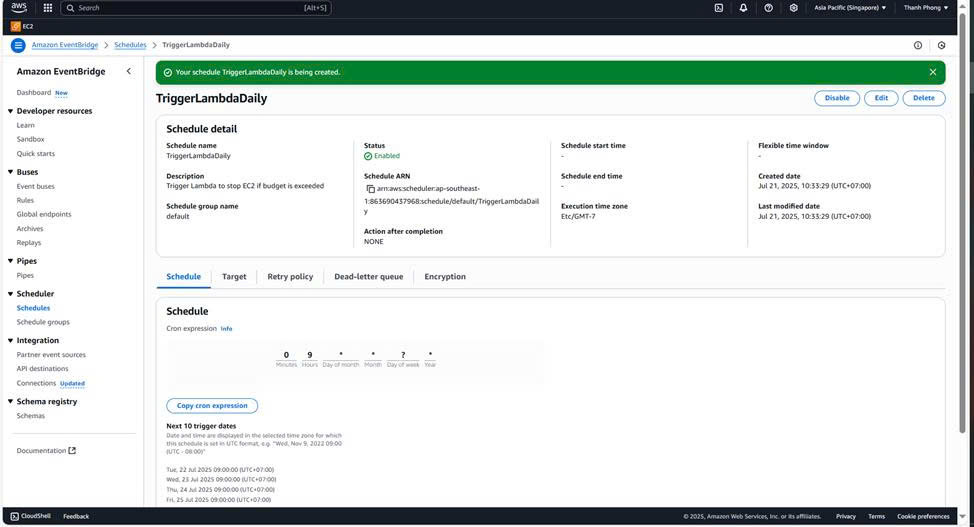 aws
Search [Alt+S]
Asia Pacific (Singapore)
Thanh Phong
EC2
Amazon EventBridge > Schedules > TriggerLambdaDaily
Amazon EventBridge
Dashboard New
Developer resources
Learn
Sandbox
Quick starts
Buses
Event buses
Rules
Global endpoints
Archives
Replays
Pipes
Pipes
Scheduler
Schedules
Schedule groups
Integration
Partner event sources
API destinations
Connections Updated
Schema registry
Schemas
Documentation
Your schedule TriggerLambdaDaily is being created.
TriggerLambdaDaily
Disable
Edit
Delete
Schedule detail
Schedule name
TriggerLambdaDaily
Description
Trigger Lambda to stop EC2 if budget is exceeded
Schedule group name
default
Status
Enabled
Schedule ARN
arn:aws:scheduler:ap-southeast-
1:863690437968:schedule/default/TriggerLambdaDail
y
Action after completion
NONE
Schedule start time
-
Schedule end time
-
Execution time zone
Etc/GMT-7
Flexible time window
-
Created date
Jul 21, 2025, 10:33:29 (UTC+07:00)
Last modified date
Jul 21, 2025, 10:33:29 (UTC+07:00)
Schedule
Target
Retry policy
Dead-letter queue
Encryption
Schedule
Cron expression Info
0 9 * * ? *
Minutes Hours Day of month Month Day of week Year
Copy cron expression
Next 10 trigger dates
Date and time are displayed in the selected time zone for which
this schedule is set in UTC format, e.g. "Wed, Nov 9, 2022 09:00
(UTC - 08:00)"
Tue, 22 Jul 2025 09:00:00 (UTC+07:00)
Wed, 23 Jul 2025 09:00:00 (UTC+07:00)
Thu, 24 Jul 2025 09:00:00 (UTC+07:00)
Fri, 25 Jul 2025 09:00:00 (UTC+07:00)
CloudShell
Feedback
© 2025, Amazon Web Services, Inc. or its affiliates.
Privacy
Terms
Cookie preferences